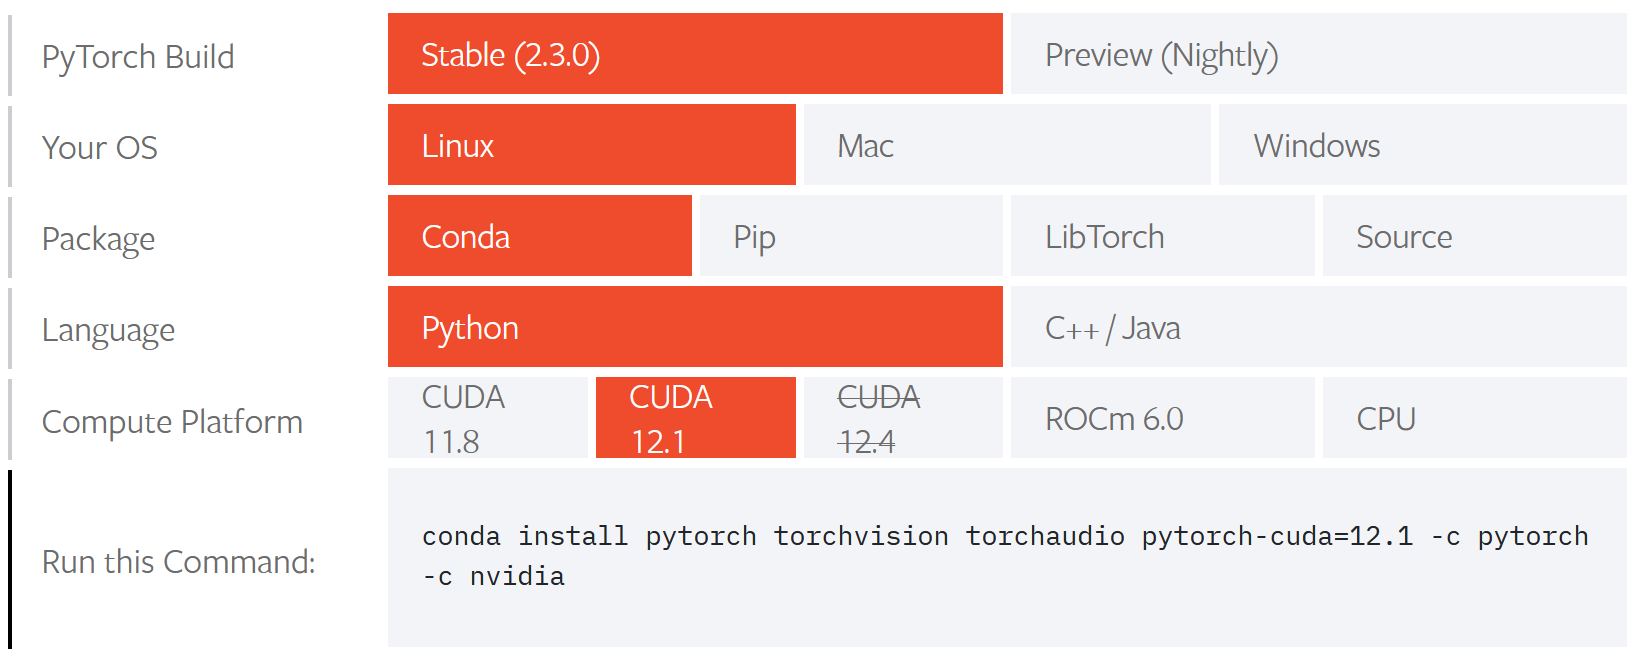 PyTorch Build
Stable (2.3.0)
Preview (Nightly)
Your OS
Linux
Mac
Windows
Package
Conda
Pip
LibTorch
Source
Language
Python
C++ / Java
Compute Platform
CUDA
11.8
CUDA
12.1
CUDA
12.4
ROCm 6.0
CPU
Run this Command:
conda install pytorch torchvision torchaudio pytorch-cuda=12.1 -c pytorch
-c nvidia